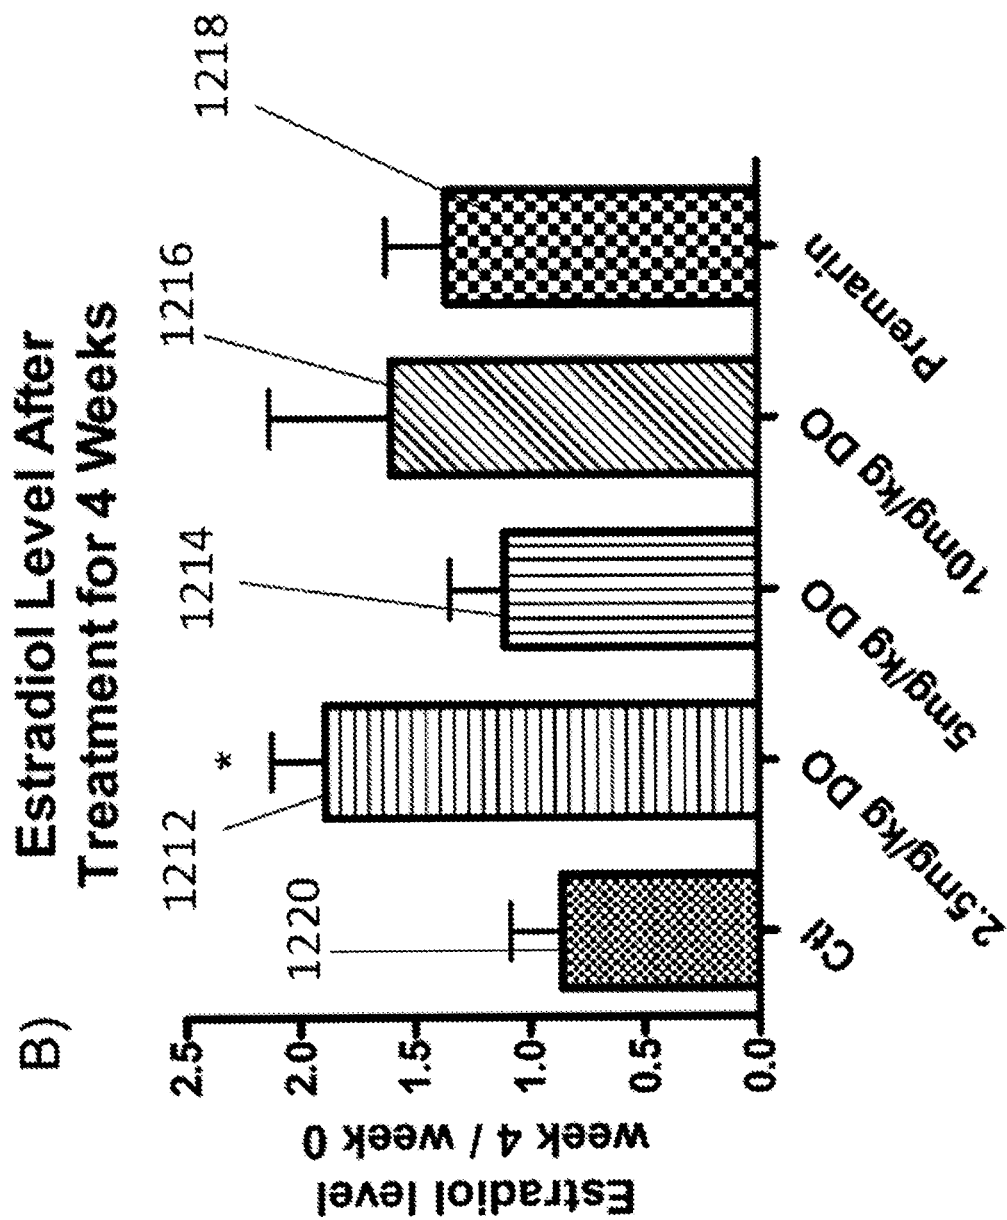 B)
Estradiol Level After
Treatment for 4 Weeks
Estradiol level
week 4 / week 0
2.5
2.0
1.5
1.0
0.5
0.0
1220
1212
*
1214
1216
1218
Ctl
2.5mg/kg DO
5mg/kg DO
10mg/kg DO
Premarin